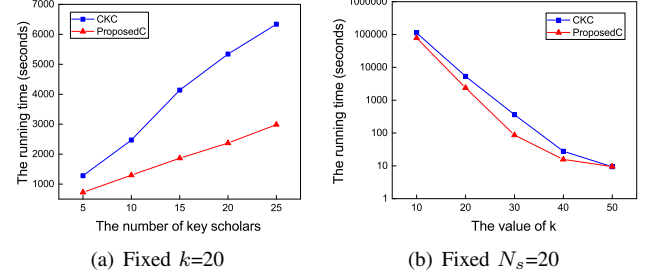 7000
6000
5000
4000
3000
2000
1000
5 10 15 20 25
The running time (seconds)
The number of key scholars
CKC
ProposedC
(a) Fixed k=20
1000000
100000
10000
1000
100
10
1
10 20 30 40 50
The running time (seconds)
The value of k
CKC
ProposedC
(b) Fixed Nₛ=20